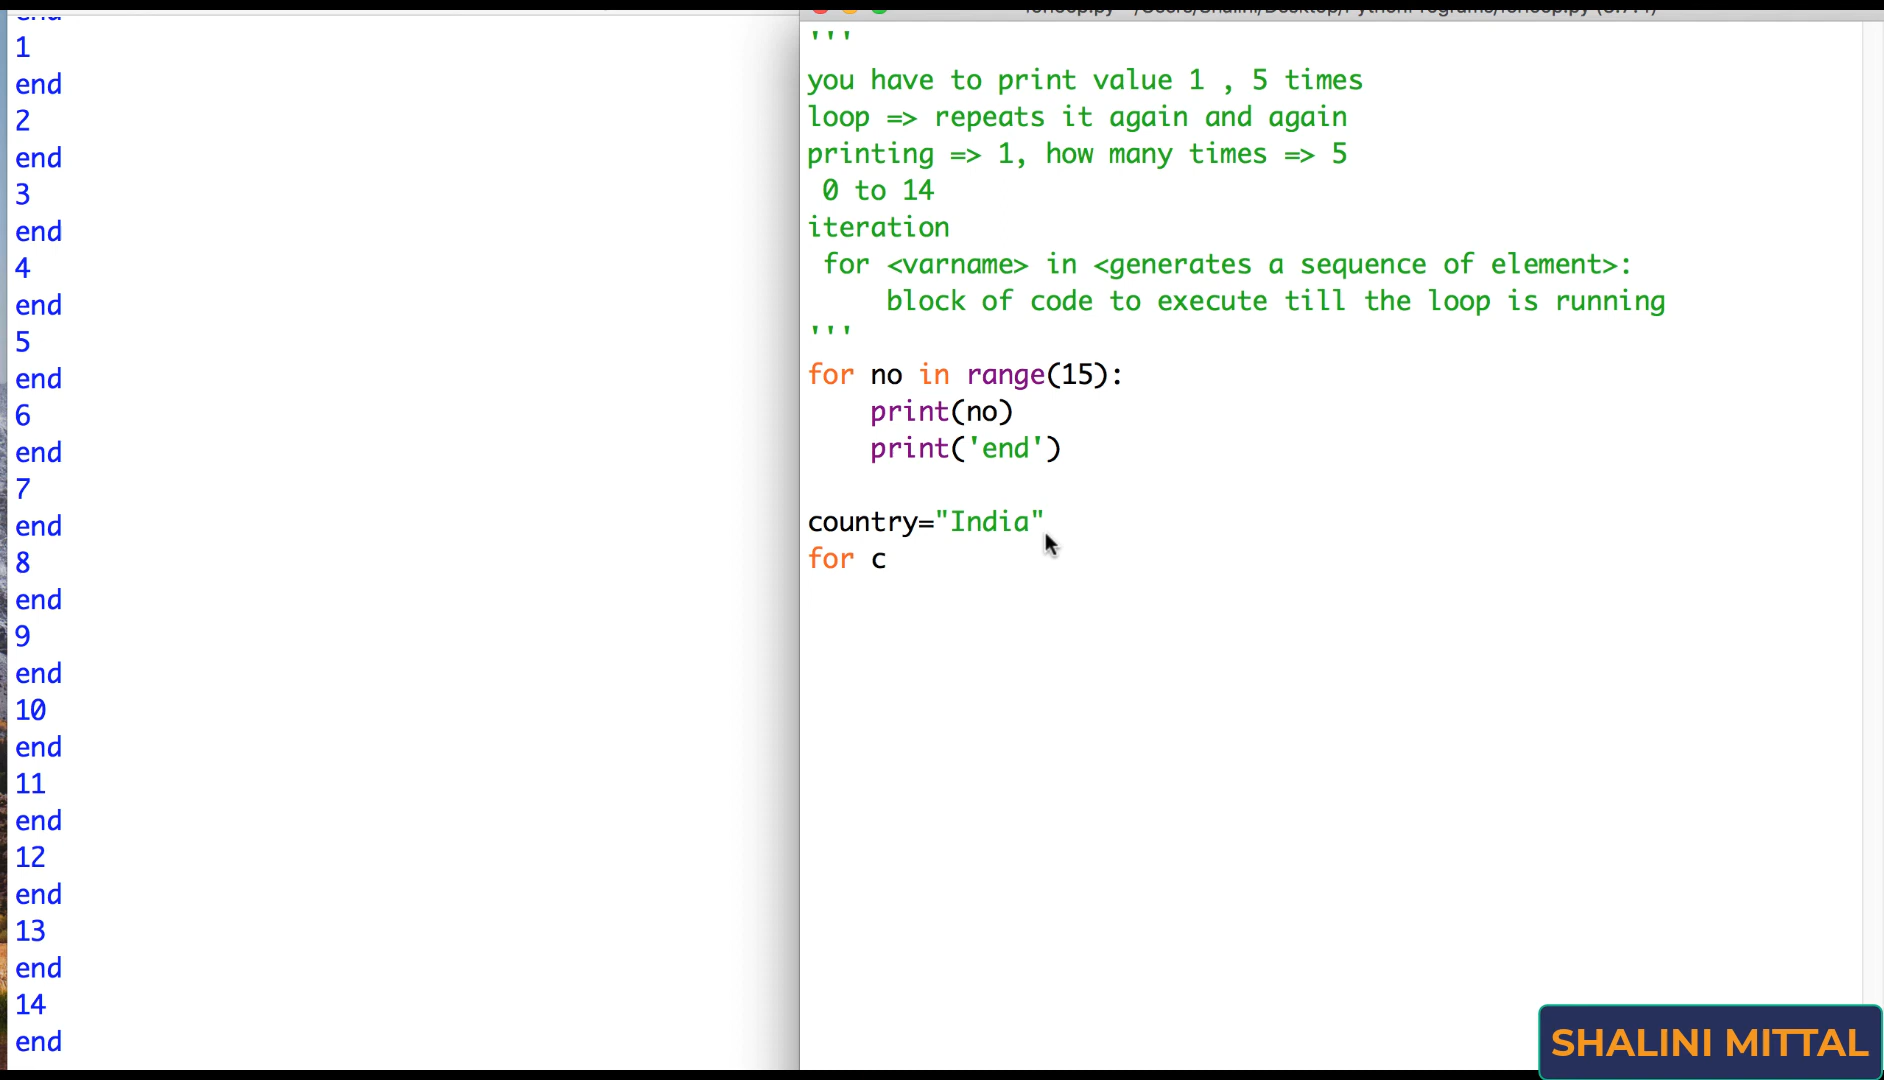 end
1
end
2
end
3
end
4
end
5
end
6
end
7
end
8
end
9
end
10
end
11
end
12
end
13
end
14
end
'''
you have to print value 1 , 5 times
loop => repeats it again and again
printing => 1, how many times => 5
 0 to 14
iteration
 for <varname> in <generates a sequence of element>:
     block of code to execute till the loop is running
'''
for no in range(15):
    print(no)
    print('end')
country="India"
for c
SHALINI MITTAL